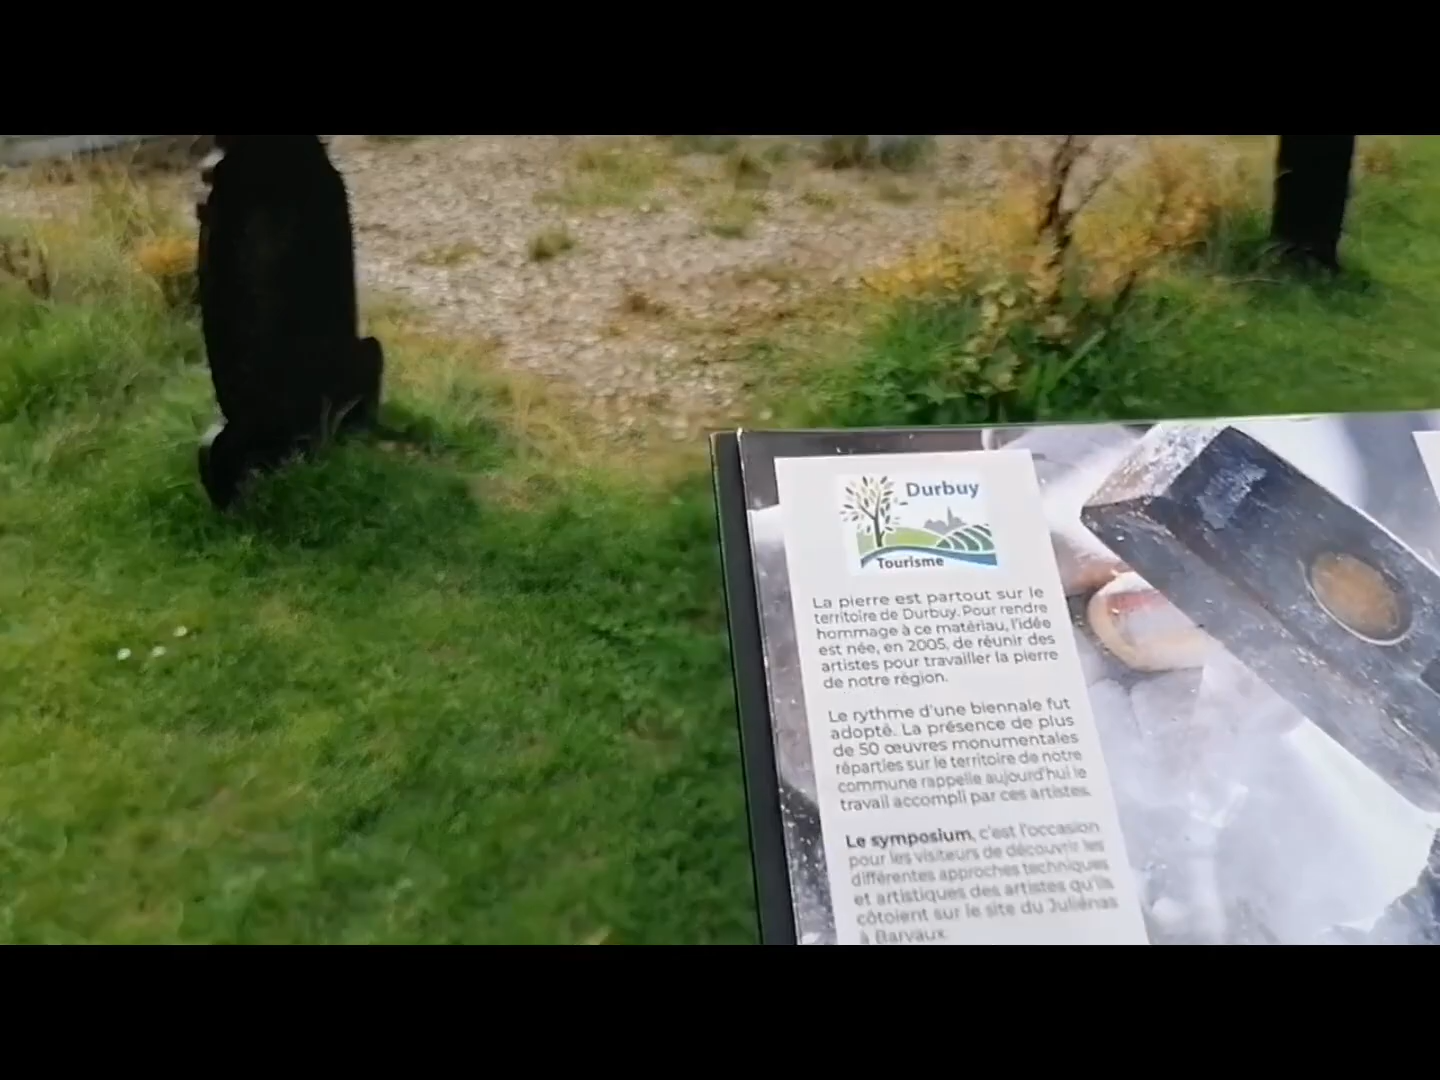 Durbuy
Tourisme
La pierre est partout sur le
territoire de Durbuy. Pour rendre
hommage à ce matériau, l'idée
est née, en 2005, de réunir des
artistes pour travailler la pierre
de notre région.
Le rythme d'une biennale fut
adopté. La présence de plus
de 50 œuvres monumentales
réparties sur le territoire de notre
commune rappelle aujourd'hui le
travail accompli par ces artistes.
Le symposium, c'est l'occasion
pour les visiteurs de découvrir les
différentes approches techniques
et artistiques des artistes qu'ils
côtoient sur le site du Juliénas
à Barvaux.